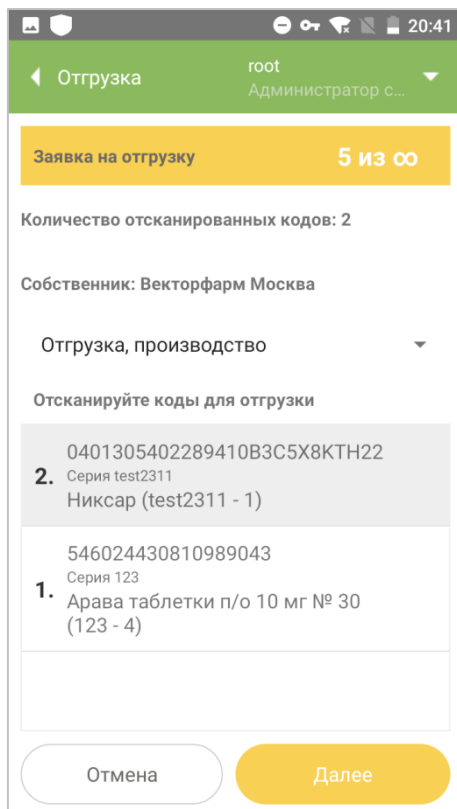 20:41
Отгрузка
root
Администратор с...
Заявка на отгрузку
5 из ∞
Количество отсканированных кодов: 2
Собственник: Векторфарм Москва
Отгрузка, производство
Отсканируйте коды для отгрузки
0401305402289410B3C5X8KTH22
2. Серия test2311
Никсар (test2311 - 1)
546024430810989043
1. Серия 123
Арава таблетки п/о 10 мг № 30
(123 - 4)
Отмена
Далее